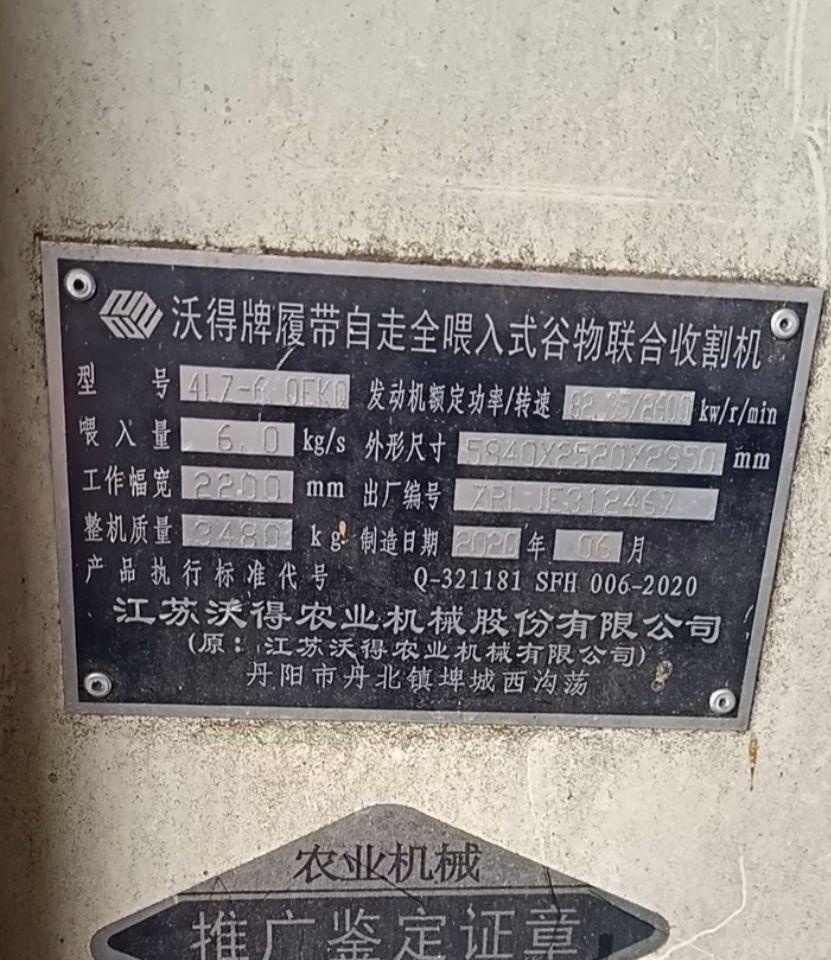 沃得牌履带自走全喂入式谷物联合收割机
型 号 4LZ-6.0EKQ 发动机额定功率/转速 82.35/2600 kw/r/min
喂入量 6.0 kg/s 外形尺寸 5840X2520X2950 mm
工作幅宽 2200 mm 出厂编号
整机质量 3480 kg 制造日期 2020 年 06 月
产品执行标准代号 Q-321181 SFH 006-2020
江苏沃得农业机械股份有限公司
(原：江苏沃得农业机械有限公司)
丹阳市丹北镇埤城西沟荡
农业机械
推广鉴定证章